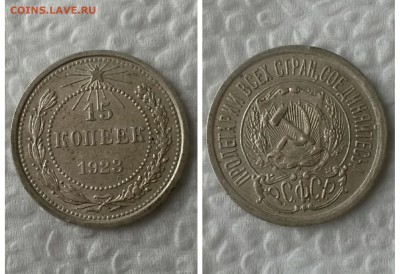 COINS.LAVE.RU
15
КОПЕЕК
1923
ПРОЛЕТАРИИ ВСЕХ СТРАН, СОЕДИНЯЙТЕСЬ!
РСФСР